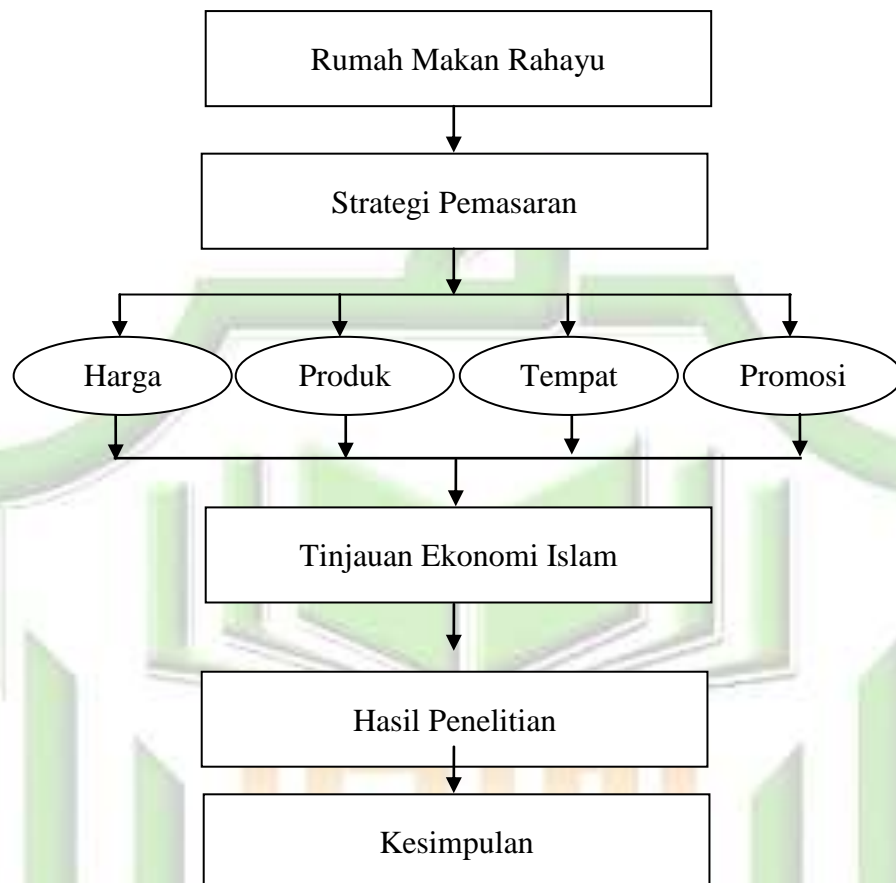 Rumah Makan Rahayu
Strategi Pemasaran
Harga Produk Tempat Promosi
Tinjauan Ekonomi Islam
Hasil Penelitian
Kesimpulan